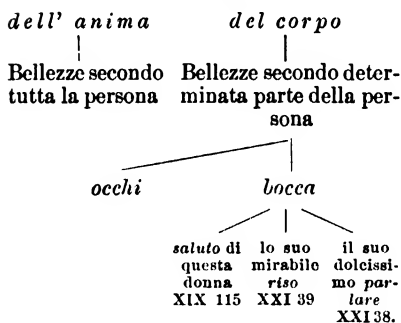 dell' anima
del corpo
Bellezze secondo
tutta la persona
Bellezze secondo deter-
minata parte della per-
sona
occhi
bocca
saluto di
questa
donna
XIX 115
lo suo
mirabile
riso
XXI 39
il suo
dolcissi-
mo par-
lare
XXI 38.